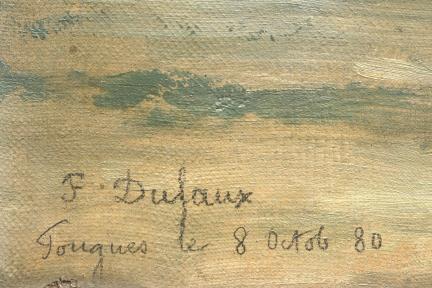 F. Dufaux
Touques le 8 Octob 80